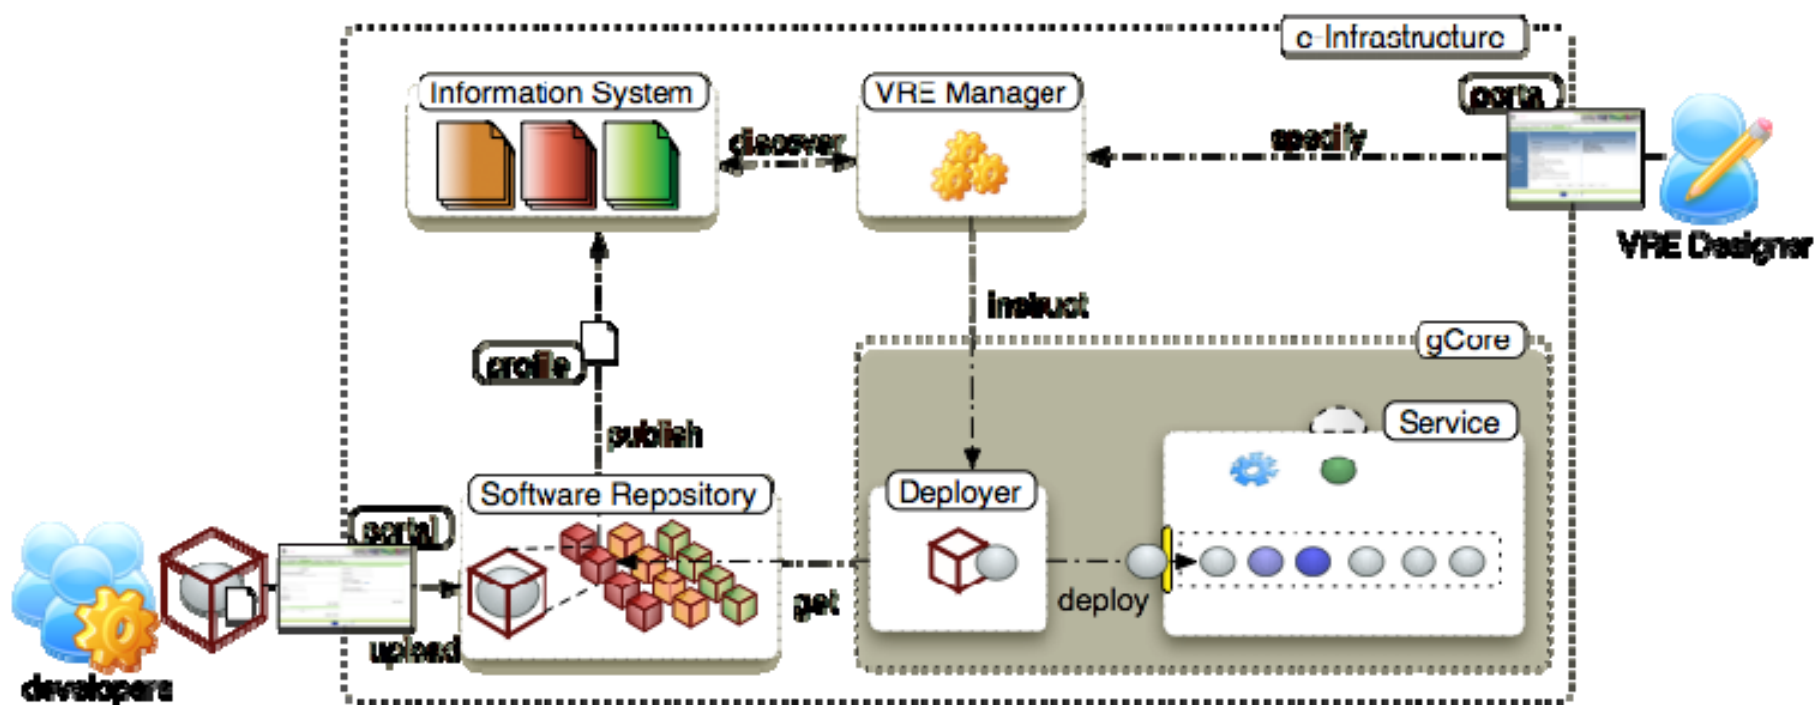 e-Infrastructure
Information System
VRE Manager
portal
discover
specify
VRE Designer
instruct
gCore
profile
Service
publish
Software Repository
Deployer
portal
get
deploy
upload
developers